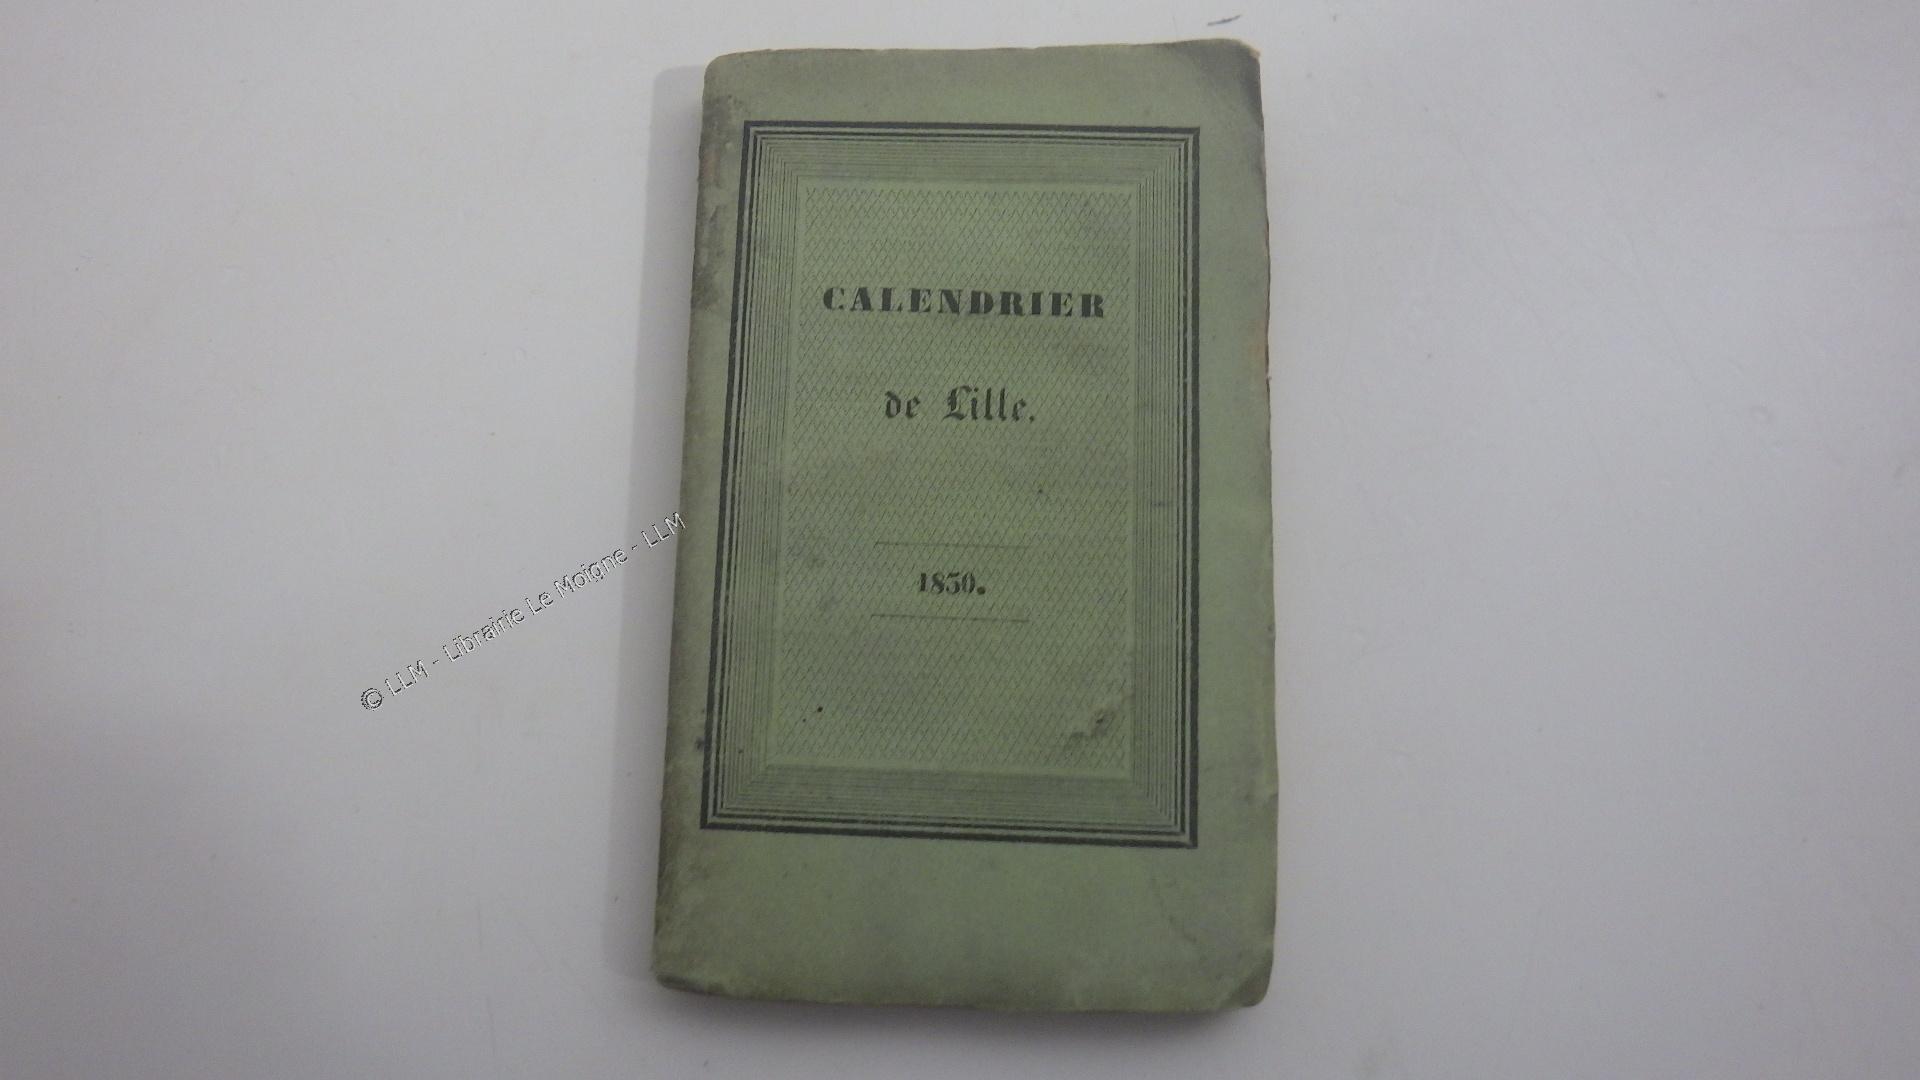 CALENDRIER
de Lille.
1830.
© LLM - Librairie Le Moigne - LLM